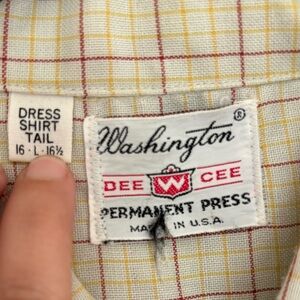 DRESS
SHIRT
TAIL
16 · L · 16½
Washington ®
DEE W CEE
PERMANENT PRESS
MADE IN U.S.A.